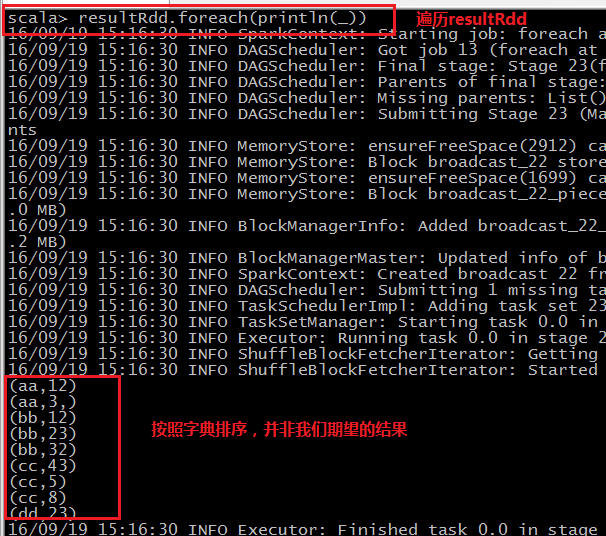 scala> resultRdd.foreach(println(_))
遍历resultRdd
16/09/19 15:16:30 INFO SparkContext: Starting job: foreach a
16/09/19 15:16:30 INFO DAGScheduler: Got job 13 (foreach at
16/09/19 15:16:30 INFO DAGScheduler: Final stage: Stage 23(f
16/09/19 15:16:30 INFO DAGScheduler: Parents of final stage:
16/09/19 15:16:30 INFO DAGScheduler: Missing parents: List()
16/09/19 15:16:30 INFO DAGScheduler: Submitting Stage 23 (Ma
nts
16/09/19 15:16:30 INFO MemoryStore: ensureFreeSpace(2912) ca
16/09/19 15:16:30 INFO MemoryStore: Block broadcast_22 store
16/09/19 15:16:30 INFO MemoryStore: ensureFreeSpace(1699) ca
16/09/19 15:16:30 INFO MemoryStore: Block broadcast_22_piece
.0 MB)
16/09/19 15:16:30 INFO BlockManagerInfo: Added broadcast_22_
.2 MB)
16/09/19 15:16:30 INFO BlockManagerMaster: Updated info of b
16/09/19 15:16:30 INFO SparkContext: Created broadcast 22 fr
16/09/19 15:16:30 INFO DAGScheduler: Submitting 1 missing ta
16/09/19 15:16:30 INFO TaskSchedulerImpl: Adding task set 23
16/09/19 15:16:30 INFO TaskSetManager: Starting task 0.0 in
16/09/19 15:16:30 INFO Executor: Running task 0.0 in stage 2
16/09/19 15:16:30 INFO ShuffleBlockFetcherIterator: Getting
16/09/19 15:16:30 INFO ShuffleBlockFetcherIterator: Started
(aa,12)
(aa,3,)
(bb,12)
(bb,23)
(bb,32)
(cc,43)
(cc,5)
(cc,8)
(dd,23)
按照字典排序，并非我们期望的结果
16/09/19 15:16:30 INFO Executor: Finished task 0.0 in stage